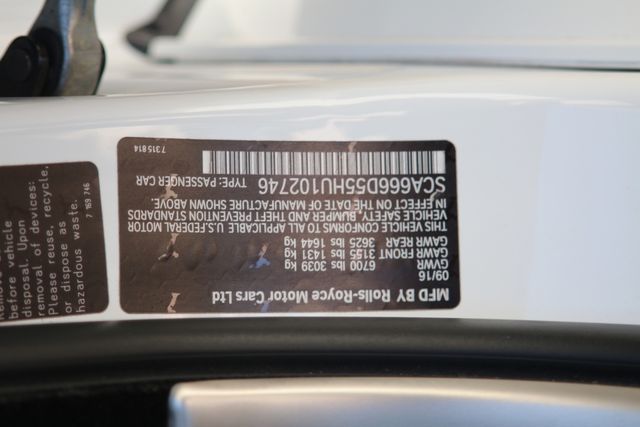 MFD BY Rolls-Royce Motor Cars Ltd
09/16
GVWR 6700 lbs 3039 kg
GAWR FRONT 3155 lbs 1431 kg
GAWR REAR 3625 lbs 1644 kg
THIS VEHICLE CONFORMS TO ALL APPLICABLE U.S.FEDERAL MOTOR
VEHICLE SAFETY, BUMPER AND THEFT PREVENTION STANDARDS
IN EFFECT ON THE DATE OF MANUFACTURE SHOWN ABOVE.
SCA666D55HU102746 TYPE: PASSENGER CAR
7315814
before vehicle
disposal. Upon
removal of devices:
Please reuse, recycle,
or dispose as
hazardous waste.
7 169 746